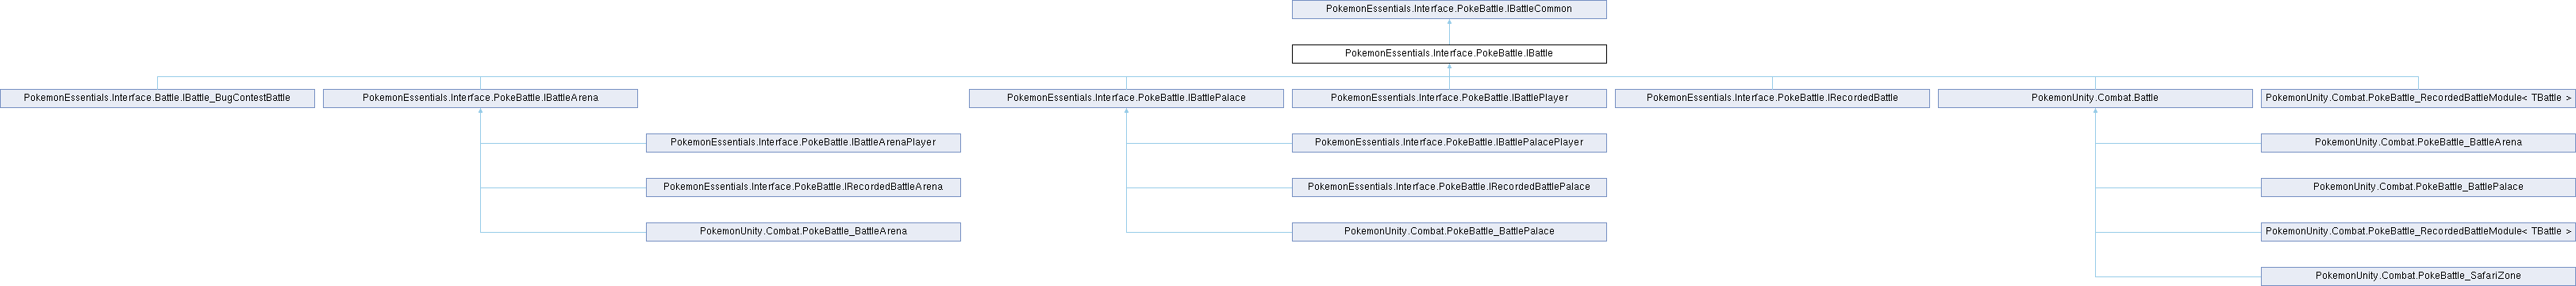 PokemonEssentials.Interface.PokeBattle.IBattleCommon
PokemonEssentials.Interface.PokeBattle.IBattle
PokemonEssentials.Interface.Battle.IBattle_BugContestBattle
PokemonEssentials.Interface.PokeBattle.IBattleArena
PokemonEssentials.Interface.PokeBattle.IBattlePalace
PokemonEssentials.Interface.PokeBattle.IBattlePlayer
PokemonEssentials.Interface.PokeBattle.IRecordedBattle
PokemonUnity.Combat.Battle
PokemonUnity.Combat.PokeBattle_RecordedBattleModule< TBattle >
PokemonEssentials.Interface.PokeBattle.IBattleArenaPlayer
PokemonEssentials.Interface.PokeBattle.IBattlePalacePlayer
PokemonUnity.Combat.PokeBattle_BattleArena
PokemonEssentials.Interface.PokeBattle.IRecordedBattleArena
PokemonEssentials.Interface.PokeBattle.IRecordedBattlePalace
PokemonUnity.Combat.PokeBattle_BattlePalace
PokemonUnity.Combat.PokeBattle_BattleArena
PokemonUnity.Combat.PokeBattle_BattlePalace
PokemonUnity.Combat.PokeBattle_RecordedBattleModule< TBattle >
PokemonUnity.Combat.PokeBattle_SafariZone